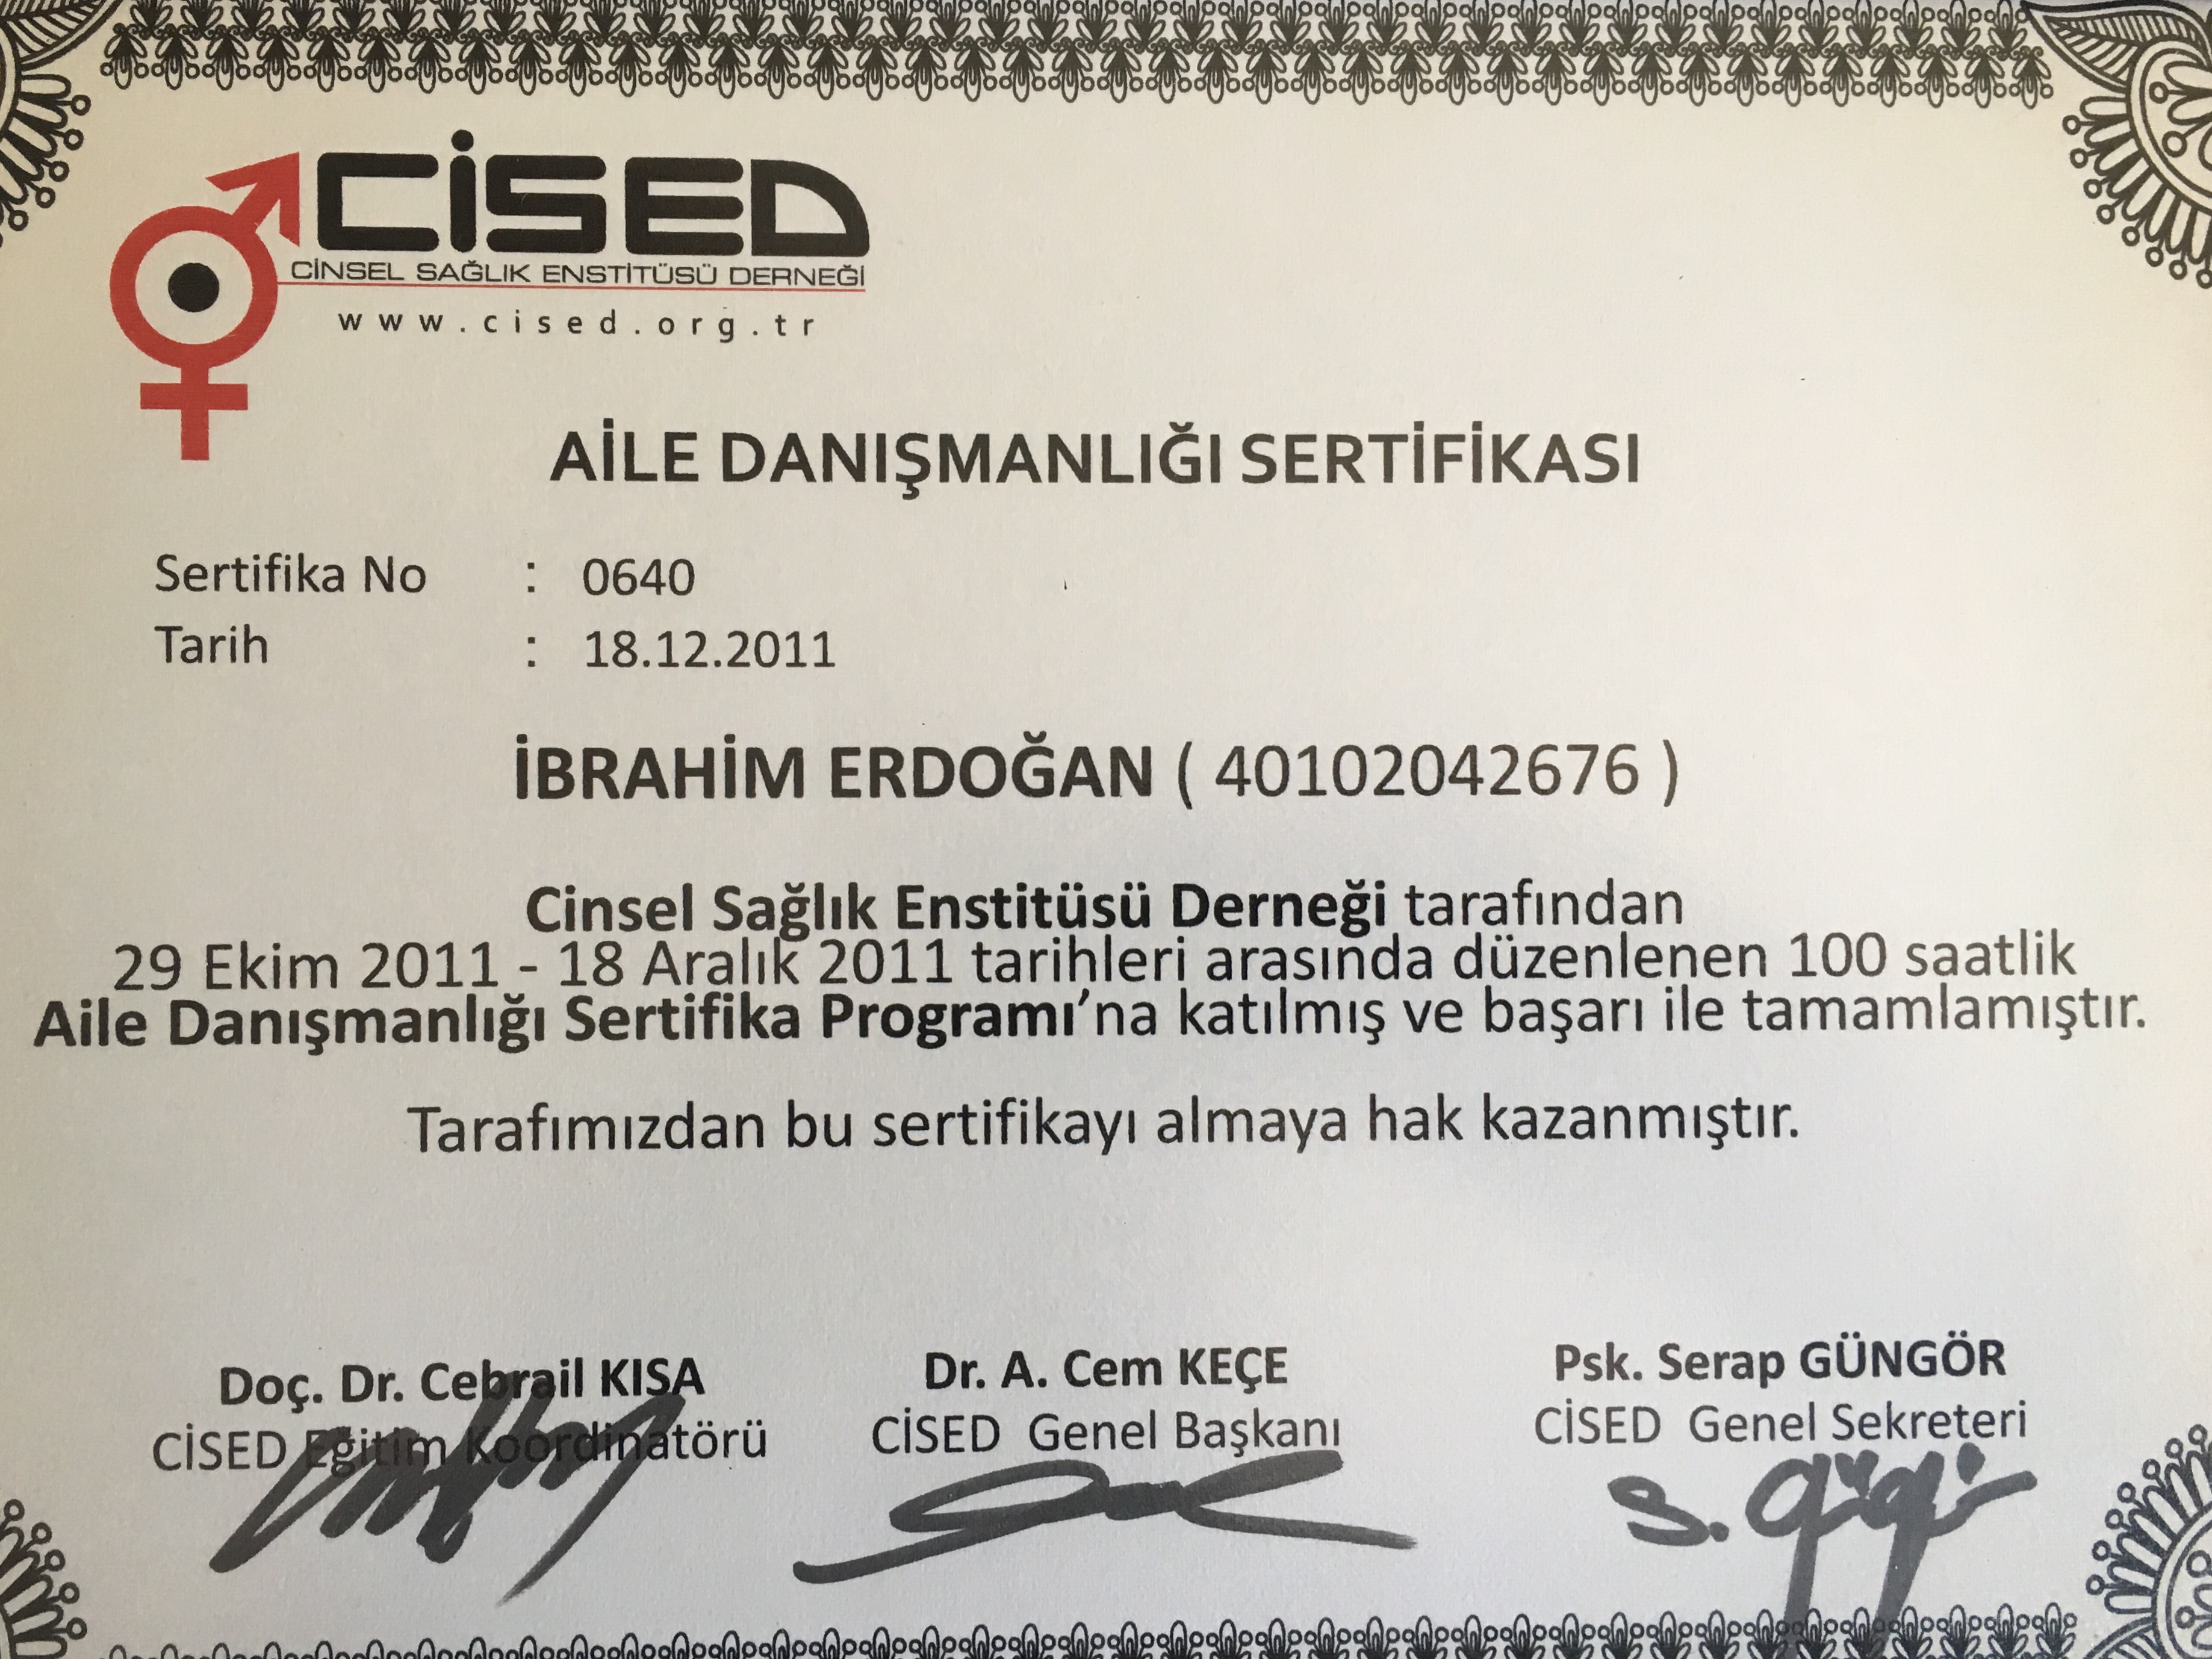 CİSED
CİNSEL SAĞLIK ENSTİTÜSÜ DERNEĞİ
www.cised.org.tr
AİLE DANIŞMANLIĞI SERTİFİKASI
Sertifika No : 0640
Tarih : 18.12.2011
İBRAHİM ERDOĞAN ( 40102042676 )
Cinsel Sağlık Enstitüsü Derneği tarafından
29 Ekim 2011 - 18 Aralık 2011 tarihleri arasında düzenlenen 100 saatlik
Aile Danışmanlığı Sertifika Programı'na katılmış ve başarı ile tamamlamıştır.
Tarafımızdan bu sertifikayı almaya hak kazanmıştır.
Doç. Dr. Cebrail KISA
CİSED Eğitim Koordinatörü
Dr. A. Cem KEÇE
CİSED Genel Başkanı
Psk. Serap GÜNGÖR
CİSED Genel Sekreteri